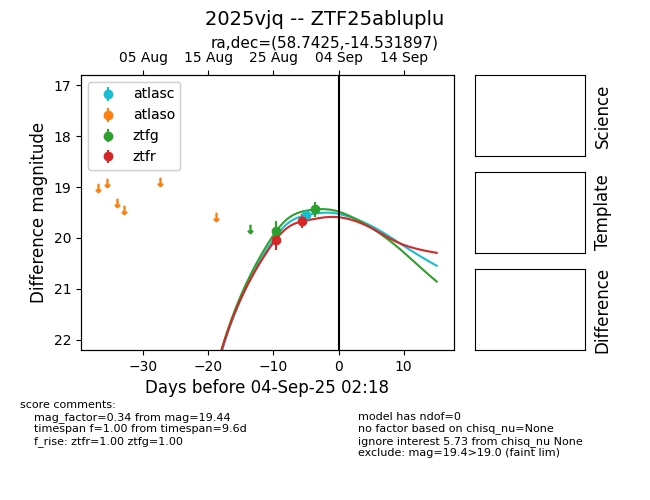 2025vjq -- ZTF25abluplu
ra,dec=(58.7425,-14.531897)
05 Aug 15 Aug 25 Aug 04 Sep 14 Sep
atlasc
atlaso
ztfg
ztfr
17
18
19
20
21
22
Difference magnitude
−30 −20 −10 0 10
Days before 04-Sep-25 02:18
Science
Template
Difference
score comments:
mag_factor=0.34 from mag=19.44
timespan f=1.00 from timespan=9.6d
f_rise: ztfr=1.00 ztfg=1.00
model has ndof=0
no factor based on chisq_nu=None
ignore interest 5.73 from chisq_nu None
exclude: mag=19.4>19.0 (faint lim)